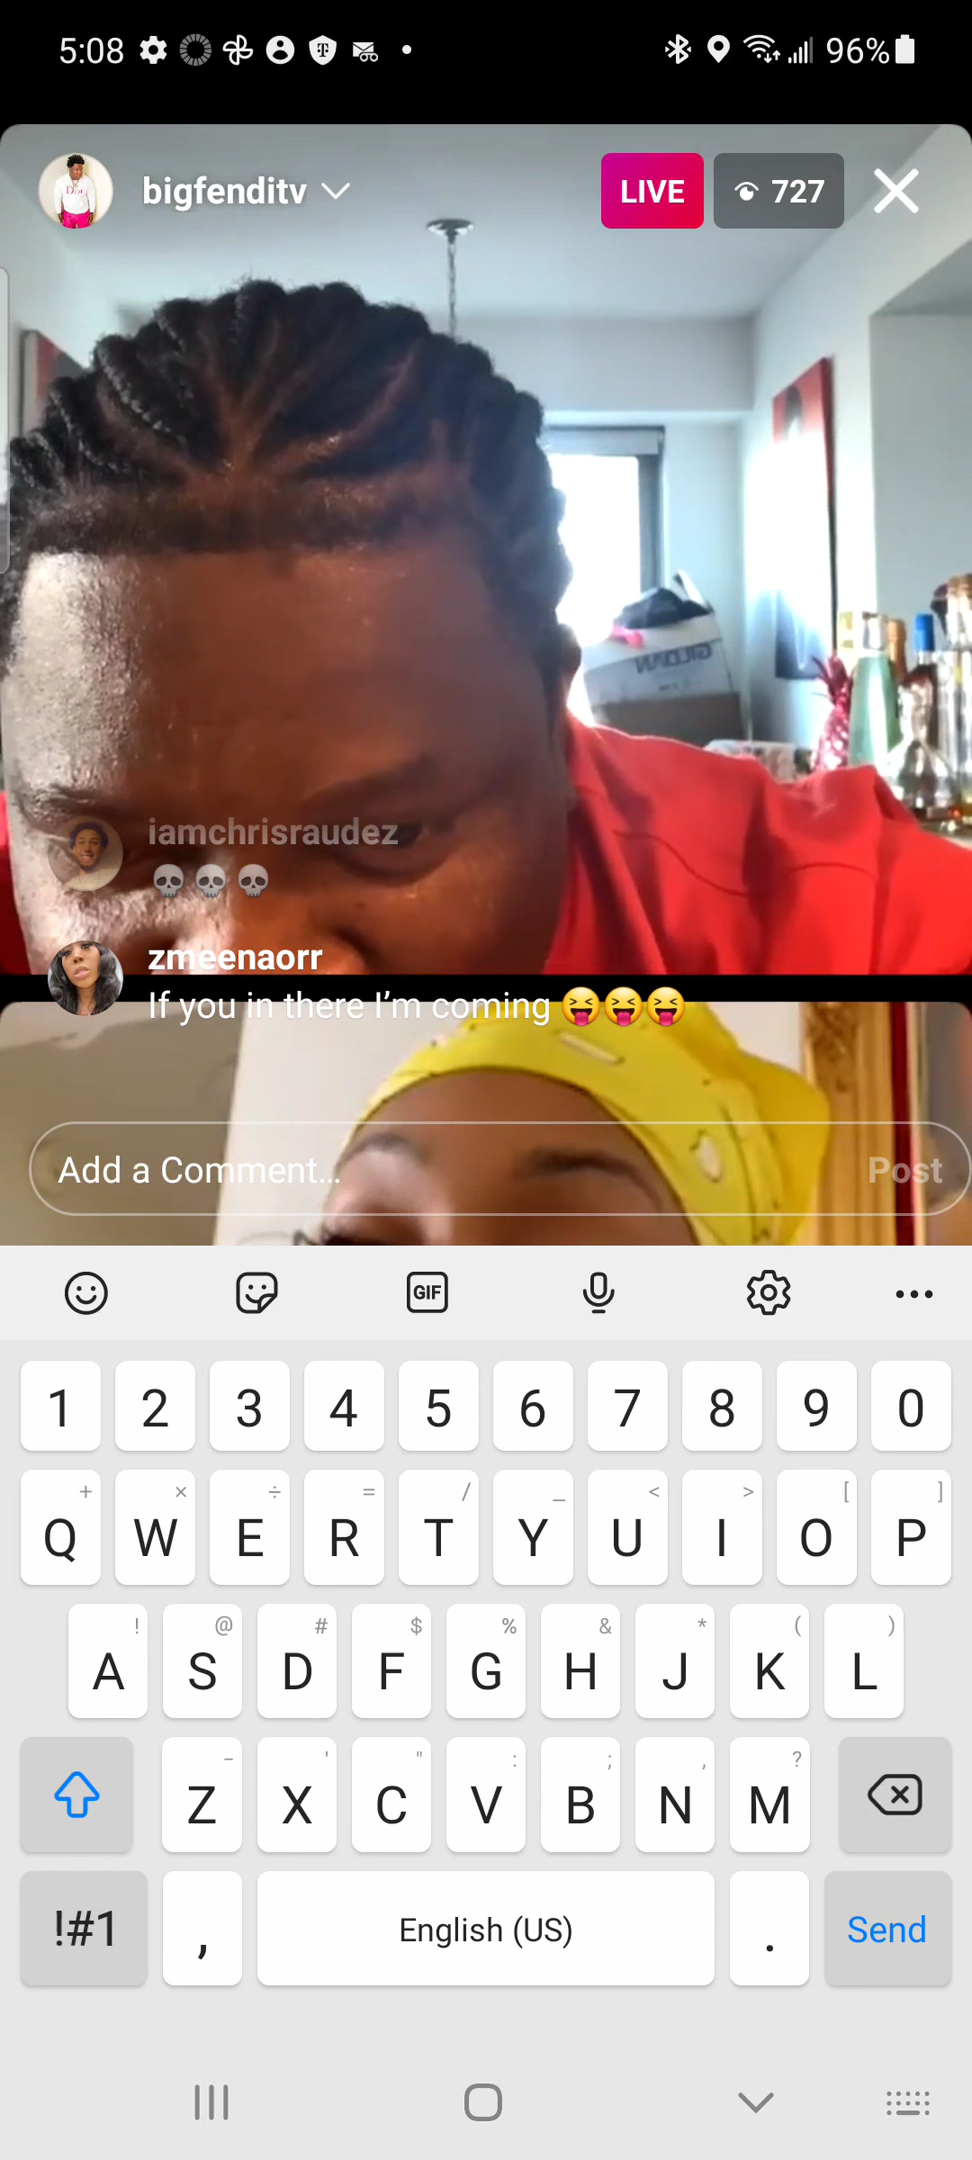 5:08
96%
bigfenditv
LIVE
727
GILDAN
iamchrisraudez
💀💀💀
zmeenaorr
If you in there I’m coming 😝😝😝
Add a Comment…
Post
GIF
1 2 3 4 5 6 7 8 9 0
+ × ÷ = / _ < > [ ]
Q W E R T Y U I O P
! @ # $ % & * ( )
A S D F G H J K L
- ' " : ; , ?
Z X C V B N M
!#1 , English (US) . Send